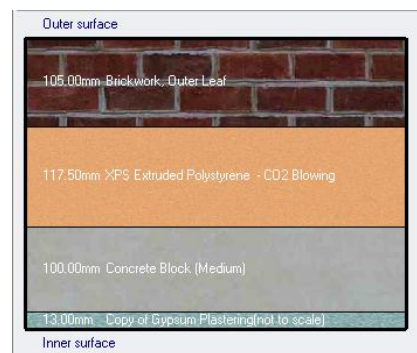 Outer surface
105.00mm Brickwork, Outer Leaf
117.50mm XPS Extruded Polystyrene - CO2 Blowing
100.00mm Concrete Block (Medium)
13.00mm Copy of Gypsum Plastering(not to scale)
Inner surface